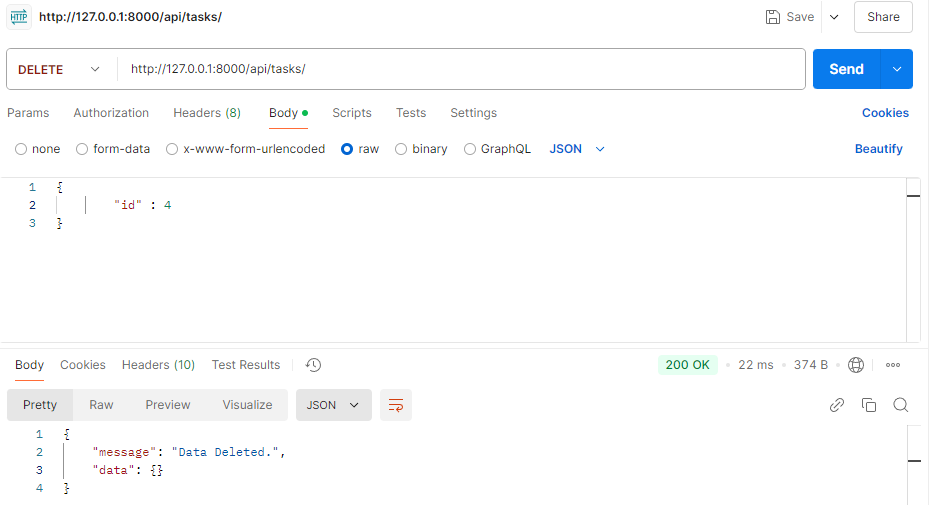 HTTP http://127.0.0.1:8000/api/tasks/ Save Share
DELETE http://127.0.0.1:8000/api/tasks/ Send
Params Authorization Headers (8) Body Scripts Tests Settings Cookies
none form-data x-www-form-urlencoded raw binary GraphQL JSON Beautify
1 {
2 "id" : 4
3 }
Body Cookies Headers (10) Test Results 200 OK • 22 ms • 374 B •
Pretty Raw Preview Visualize JSON
1 {
2 "message": "Data Deleted.",
3 "data": {}
4 }